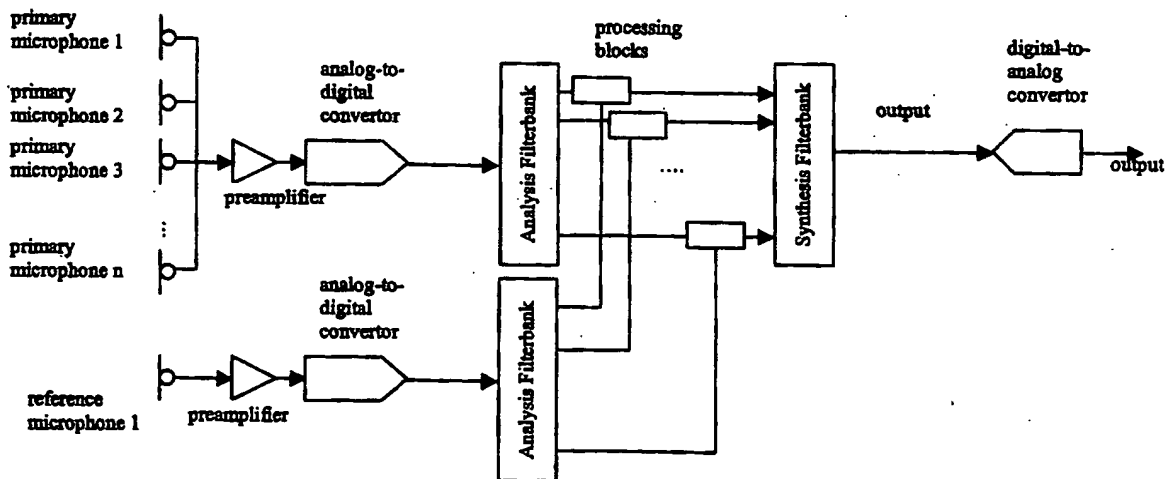 primary
microphone 1
primary
microphone 2
primary
microphone 3
...
primary
microphone n
preamplifier
analog-to-
digital
convertor
Analysis Filterbank
processing
blocks
....
Synthesis Filterbank
output
digital-to-
analog
convertor
output
reference
microphone 1
preamplifier
analog-to-
digital
convertor
Analysis Filterbank